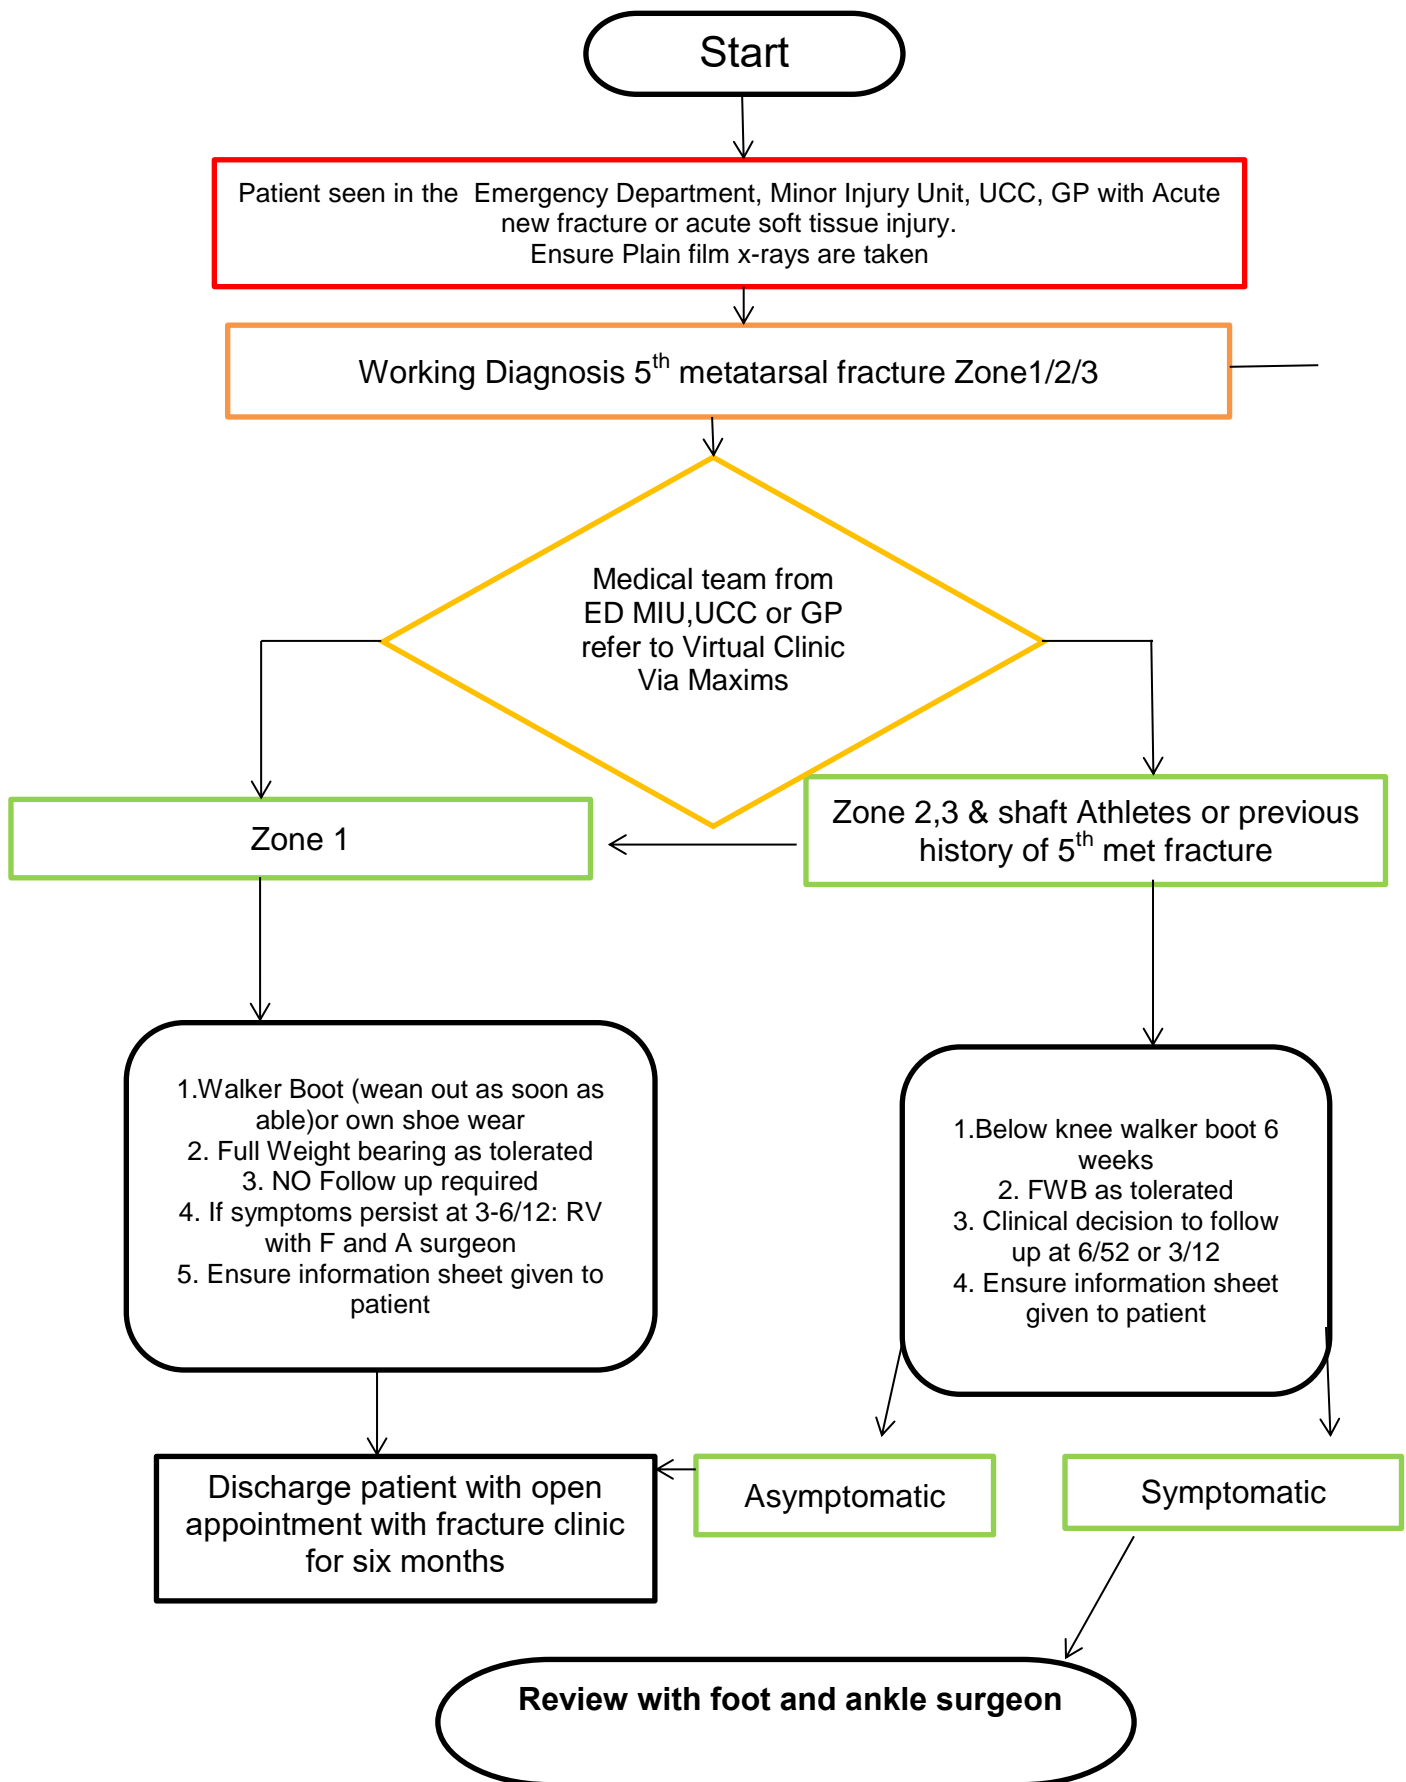 Start
Patient seen in the  Emergency Department, Minor Injury Unit, UCC, GP with Acute
new fracture or acute soft tissue injury.
Ensure Plain film x-rays are taken
Working Diagnosis 5th metatarsal fracture Zone1/2/3
Medical team from
ED MIU,UCC or GP
refer to Virtual Clinic
Via Maxims
Zone 1
Zone 2,3 & shaft Athletes or previous
history of 5th met fracture
1.Walker Boot (wean out as soon as
able)or own shoe wear
2. Full Weight bearing as tolerated
3. NO Follow up required
4. If symptoms persist at 3-6/12: RV
with F and A surgeon
5. Ensure information sheet given to
patient
1.Below knee walker boot 6
weeks
2. FWB as tolerated
3. Clinical decision to follow
up at 6/52 or 3/12
4. Ensure information sheet
given to patient
Discharge patient with open
appointment with fracture clinic
for six months
Asymptomatic
Symptomatic
Review with foot and ankle surgeon